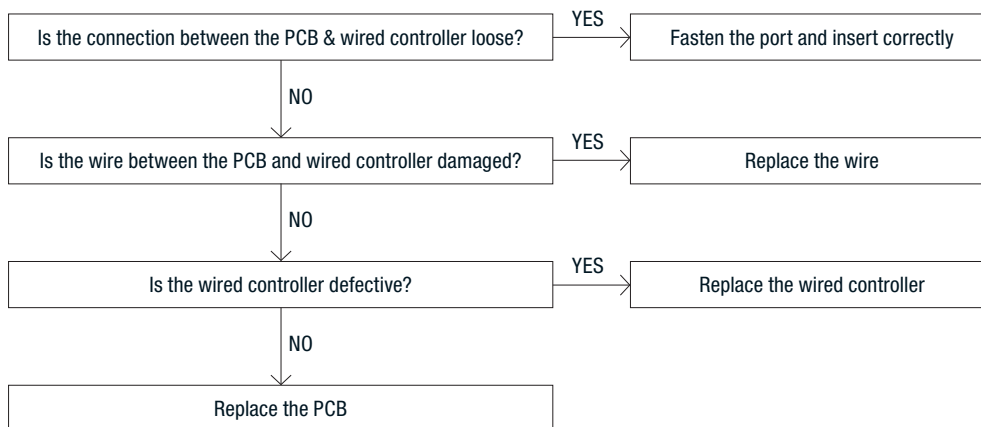 Is the connection between the PCB & wired controller loose?
YES
Fasten the port and insert correctly
NO
Is the wire between the PCB and wired controller damaged?
YES
Replace the wire
NO
Is the wired controller defective?
YES
Replace the wired controller
NO
Replace the PCB